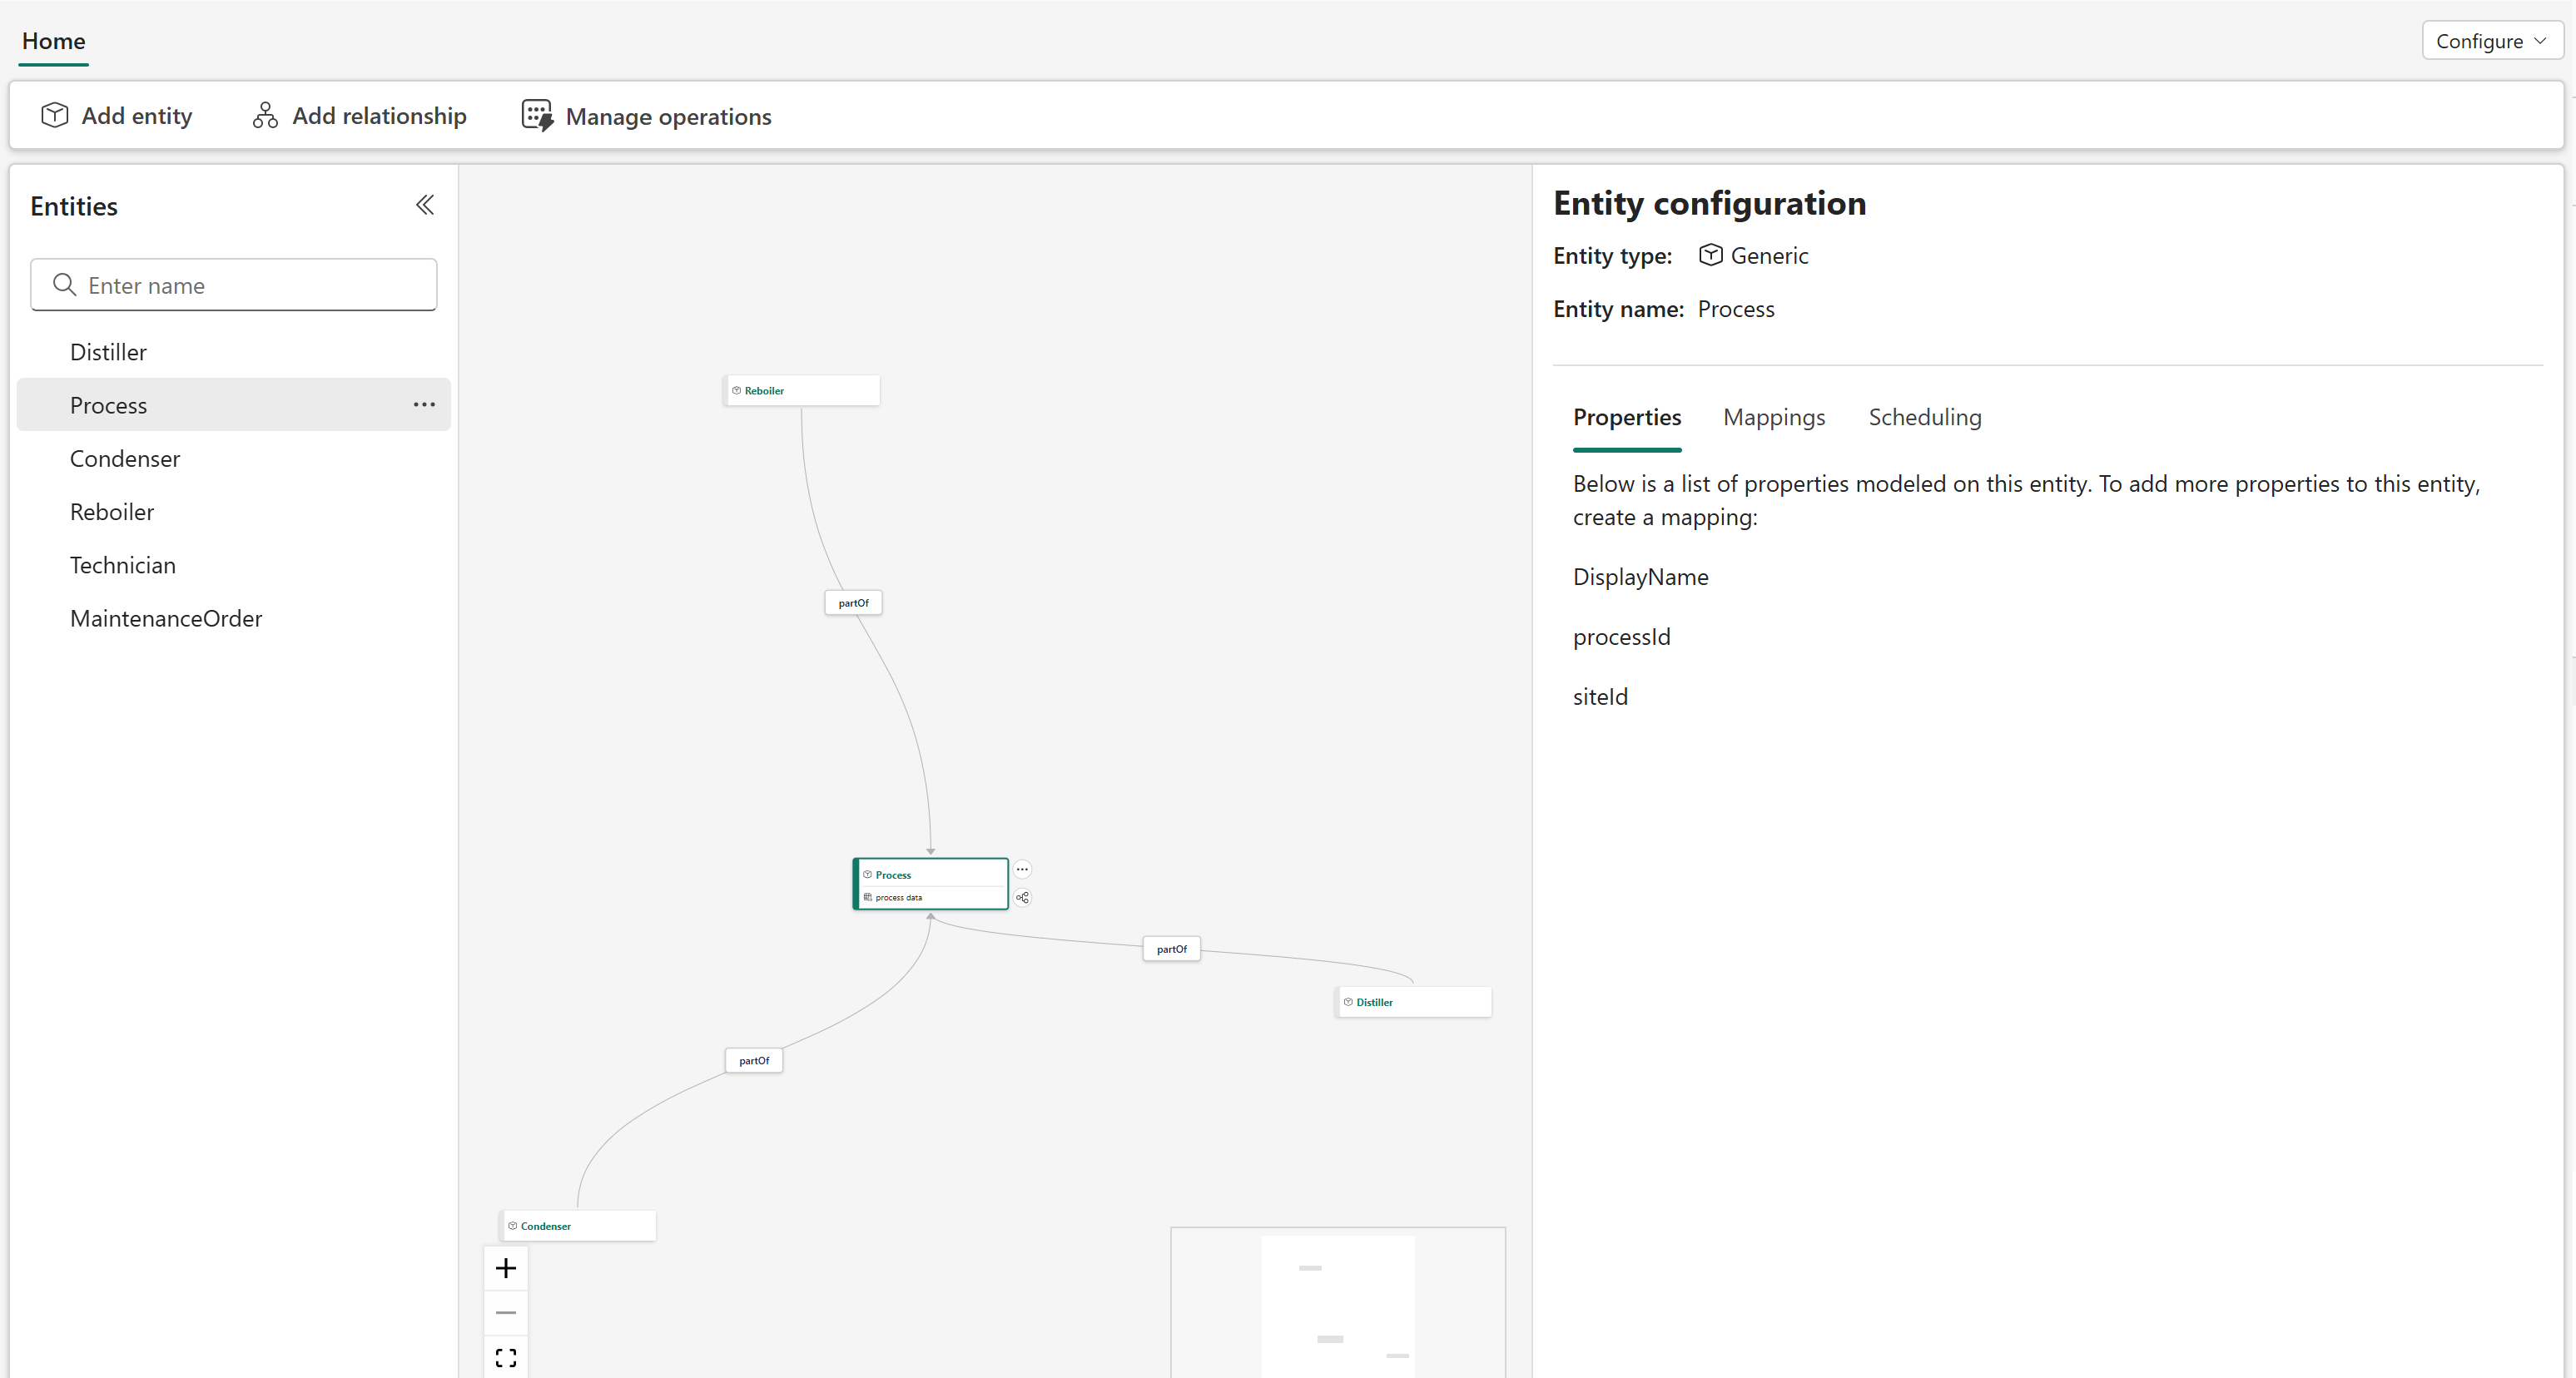 Home
Configure
Add entity
Add relationship
Manage operations
Entities
Enter name
Distiller
Process
Condenser
Reboiler
Technician
MaintenanceOrder
Reboiler
partOf
Process
process data
partOf
Distiller
partOf
Condenser
Entity configuration
Entity type: Generic
Entity name: Process
Properties
Mappings
Scheduling
Below is a list of properties modeled on this entity. To add more properties to this entity,
create a mapping:
DisplayName
processId
siteId